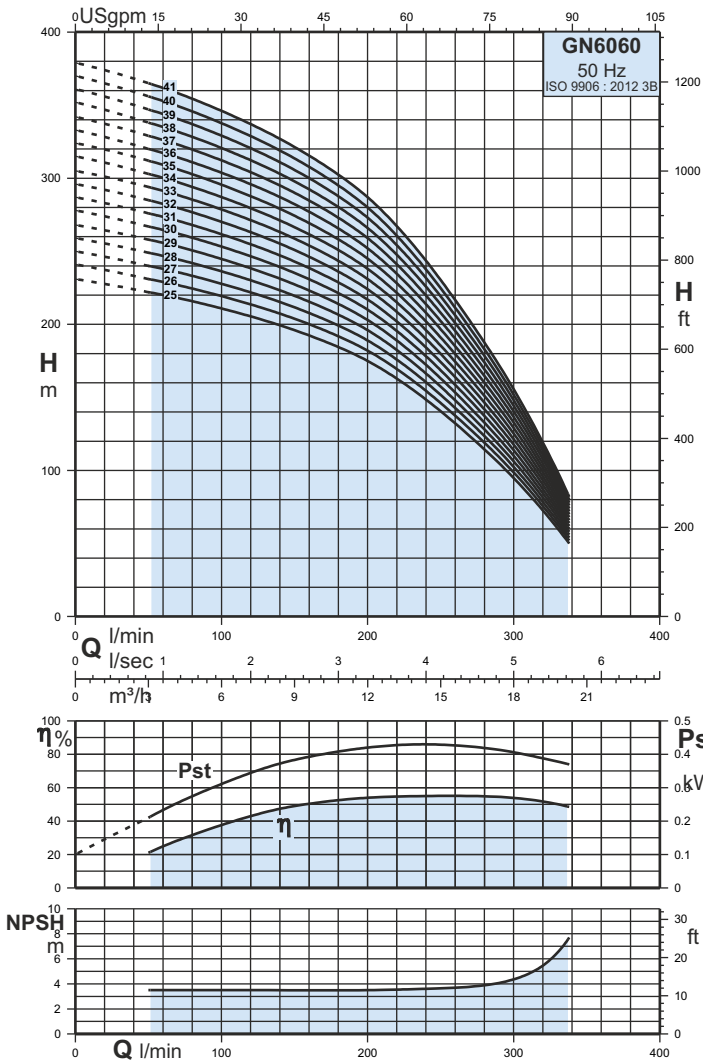 0 USgpm 15 30 45 60 75 90 105
GN6060
50 Hz
ISO 9906 : 2012 3B
400
300
200
100
0
H
m
41
40
39
38
37
36
35
34
33
32
31
30
29
28
27
26
25
1200
1000
800
600
400
200
0
H
ft
0 100 200 300 400
Q l/min
l/sec
0 1 2 3 4 5 6
m³/h
0 3 6 9 12 15 18 21
η%
100
80
60
40
20
0
Pst
η
0.5
0.4
0.3
0.2
0.1
0
Ps
kW
NPSH
m
10
8
6
4
2
0
30
20
10
0
ft
0 100 200 300 400
Q l/min